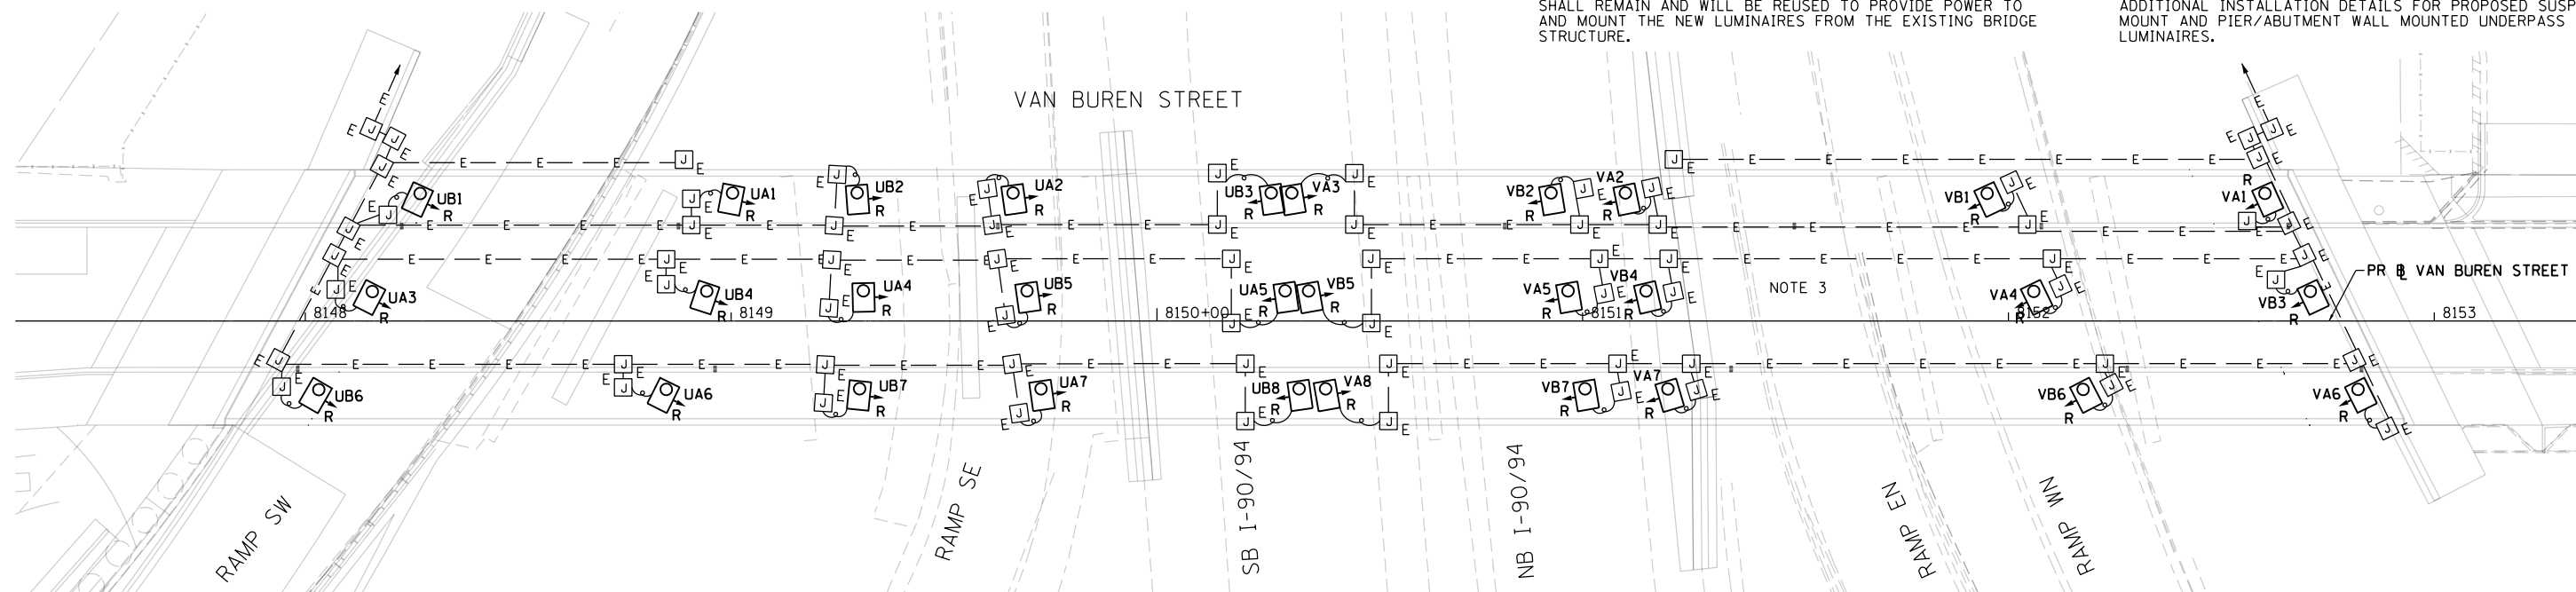 SHALL REMAIN AND WILL BE REUSED TO PROVIDE POWER TO
AND MOUNT THE NEW LUMINAIRES FROM THE EXISTING BRIDGE
STRUCTURE.
ADDITIONAL INSTALLATION DETAILS FOR PROPOSED SUSP
MOUNT AND PIER/ABUTMENT WALL MOUNTED UNDERPASS
LUMINAIRES.
VAN BUREN STREET
E J J E J E E E E J E J E E E E E E E E J J E
UB1 R UA1 R UB2 R UA2 R UB3 R VA3 VB2 R VA2 R VB1 R VA1 R
J E E E J E E J E E J E E J E J E E E J J E E E E J E E E J E
J E E E E J E E J E E J E E J E J E E E J J E E E E J E E E J E
UA3 R UB4 R UA4 R UB5 R UA5 R VB5 VA5 R VB4 R NOTE 3 VA4 R VB3 R
PR BL VAN BUREN STREET
8148 8149 8150+00 8151 8152 8153
E J E E E J E E J E E J E E J J E E J E J E E E E J E E E J E
UB6 R UA6 R UB7 R UA7 R UB8 R VA8 VB7 R VA7 R VB6 R VA6 R
RAMP SW
RAMP SE
SB I-90/94
NB I-90/94
RAMP EN
RAMP WN